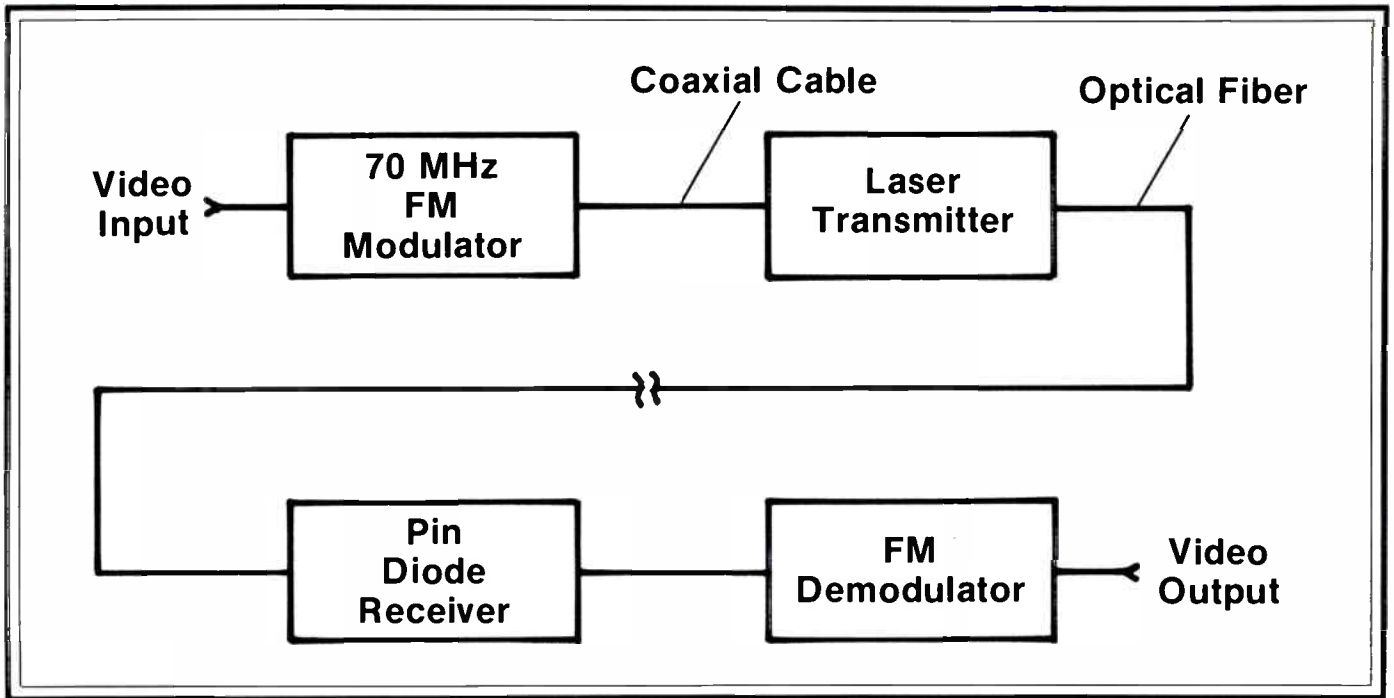 Coaxial Cable
Optical Fiber
Video
Input
70 MHz
FM
Modulator
Laser
Transmitter
Pin
Diode
Receiver
FM
Demodulator
Video
Output